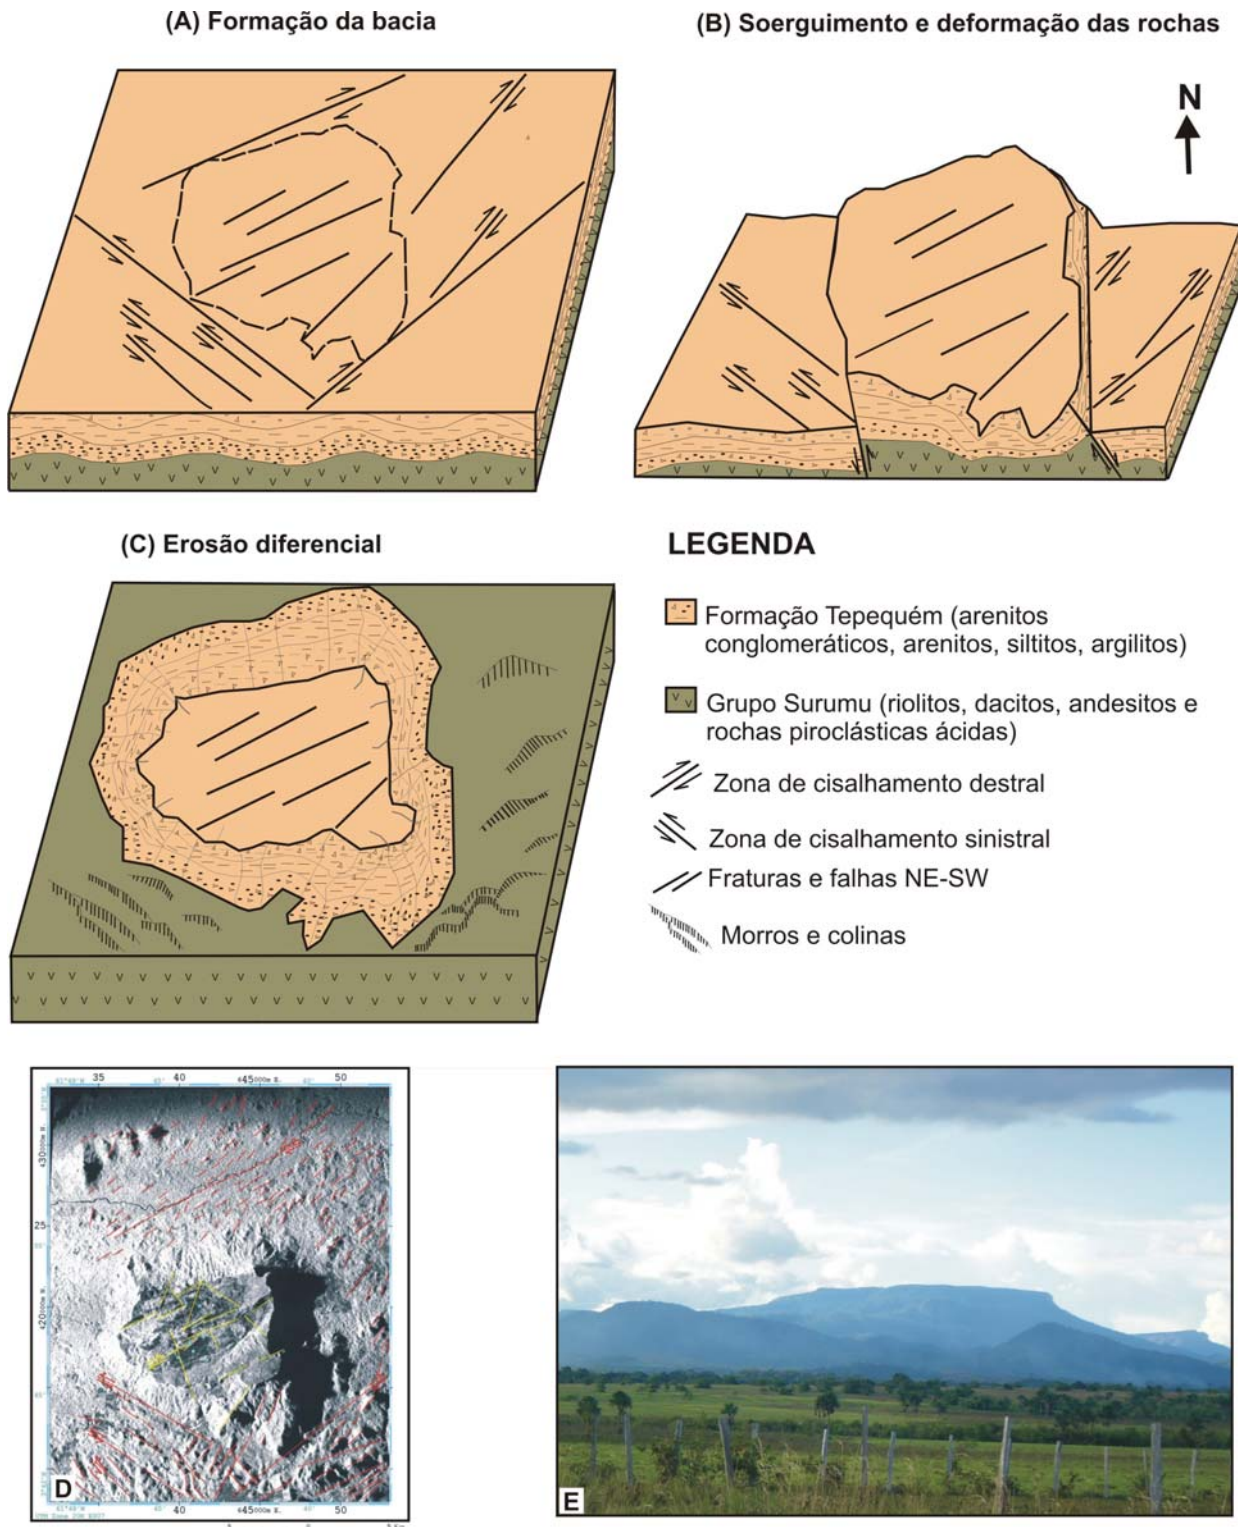 (A) Formação da bacia
(B) Soerguimento e deformação das rochas
N
(C) Erosão diferencial
LEGENDA
Formação Tepequém (arenitos
conglomeráticos, arenitos, siltitos, argilitos)
Grupo Surumu (riolitos, dacitos, andesitos e
rochas piroclásticas ácidas)
Zona de cisalhamento destral
Zona de cisalhamento sinistral
Fraturas e falhas NE-SW
Morros e colinas
35 40 645000m E. 50
25
D
40 645000m E. 50
E